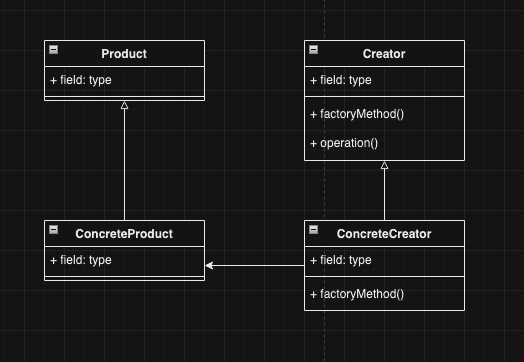 Product
+ field: type
Creator
+ field: type
+ factoryMethod()
+ operation()
ConcreteProduct
+ field: type
ConcreteCreator
+ field: type
+ factoryMethod()